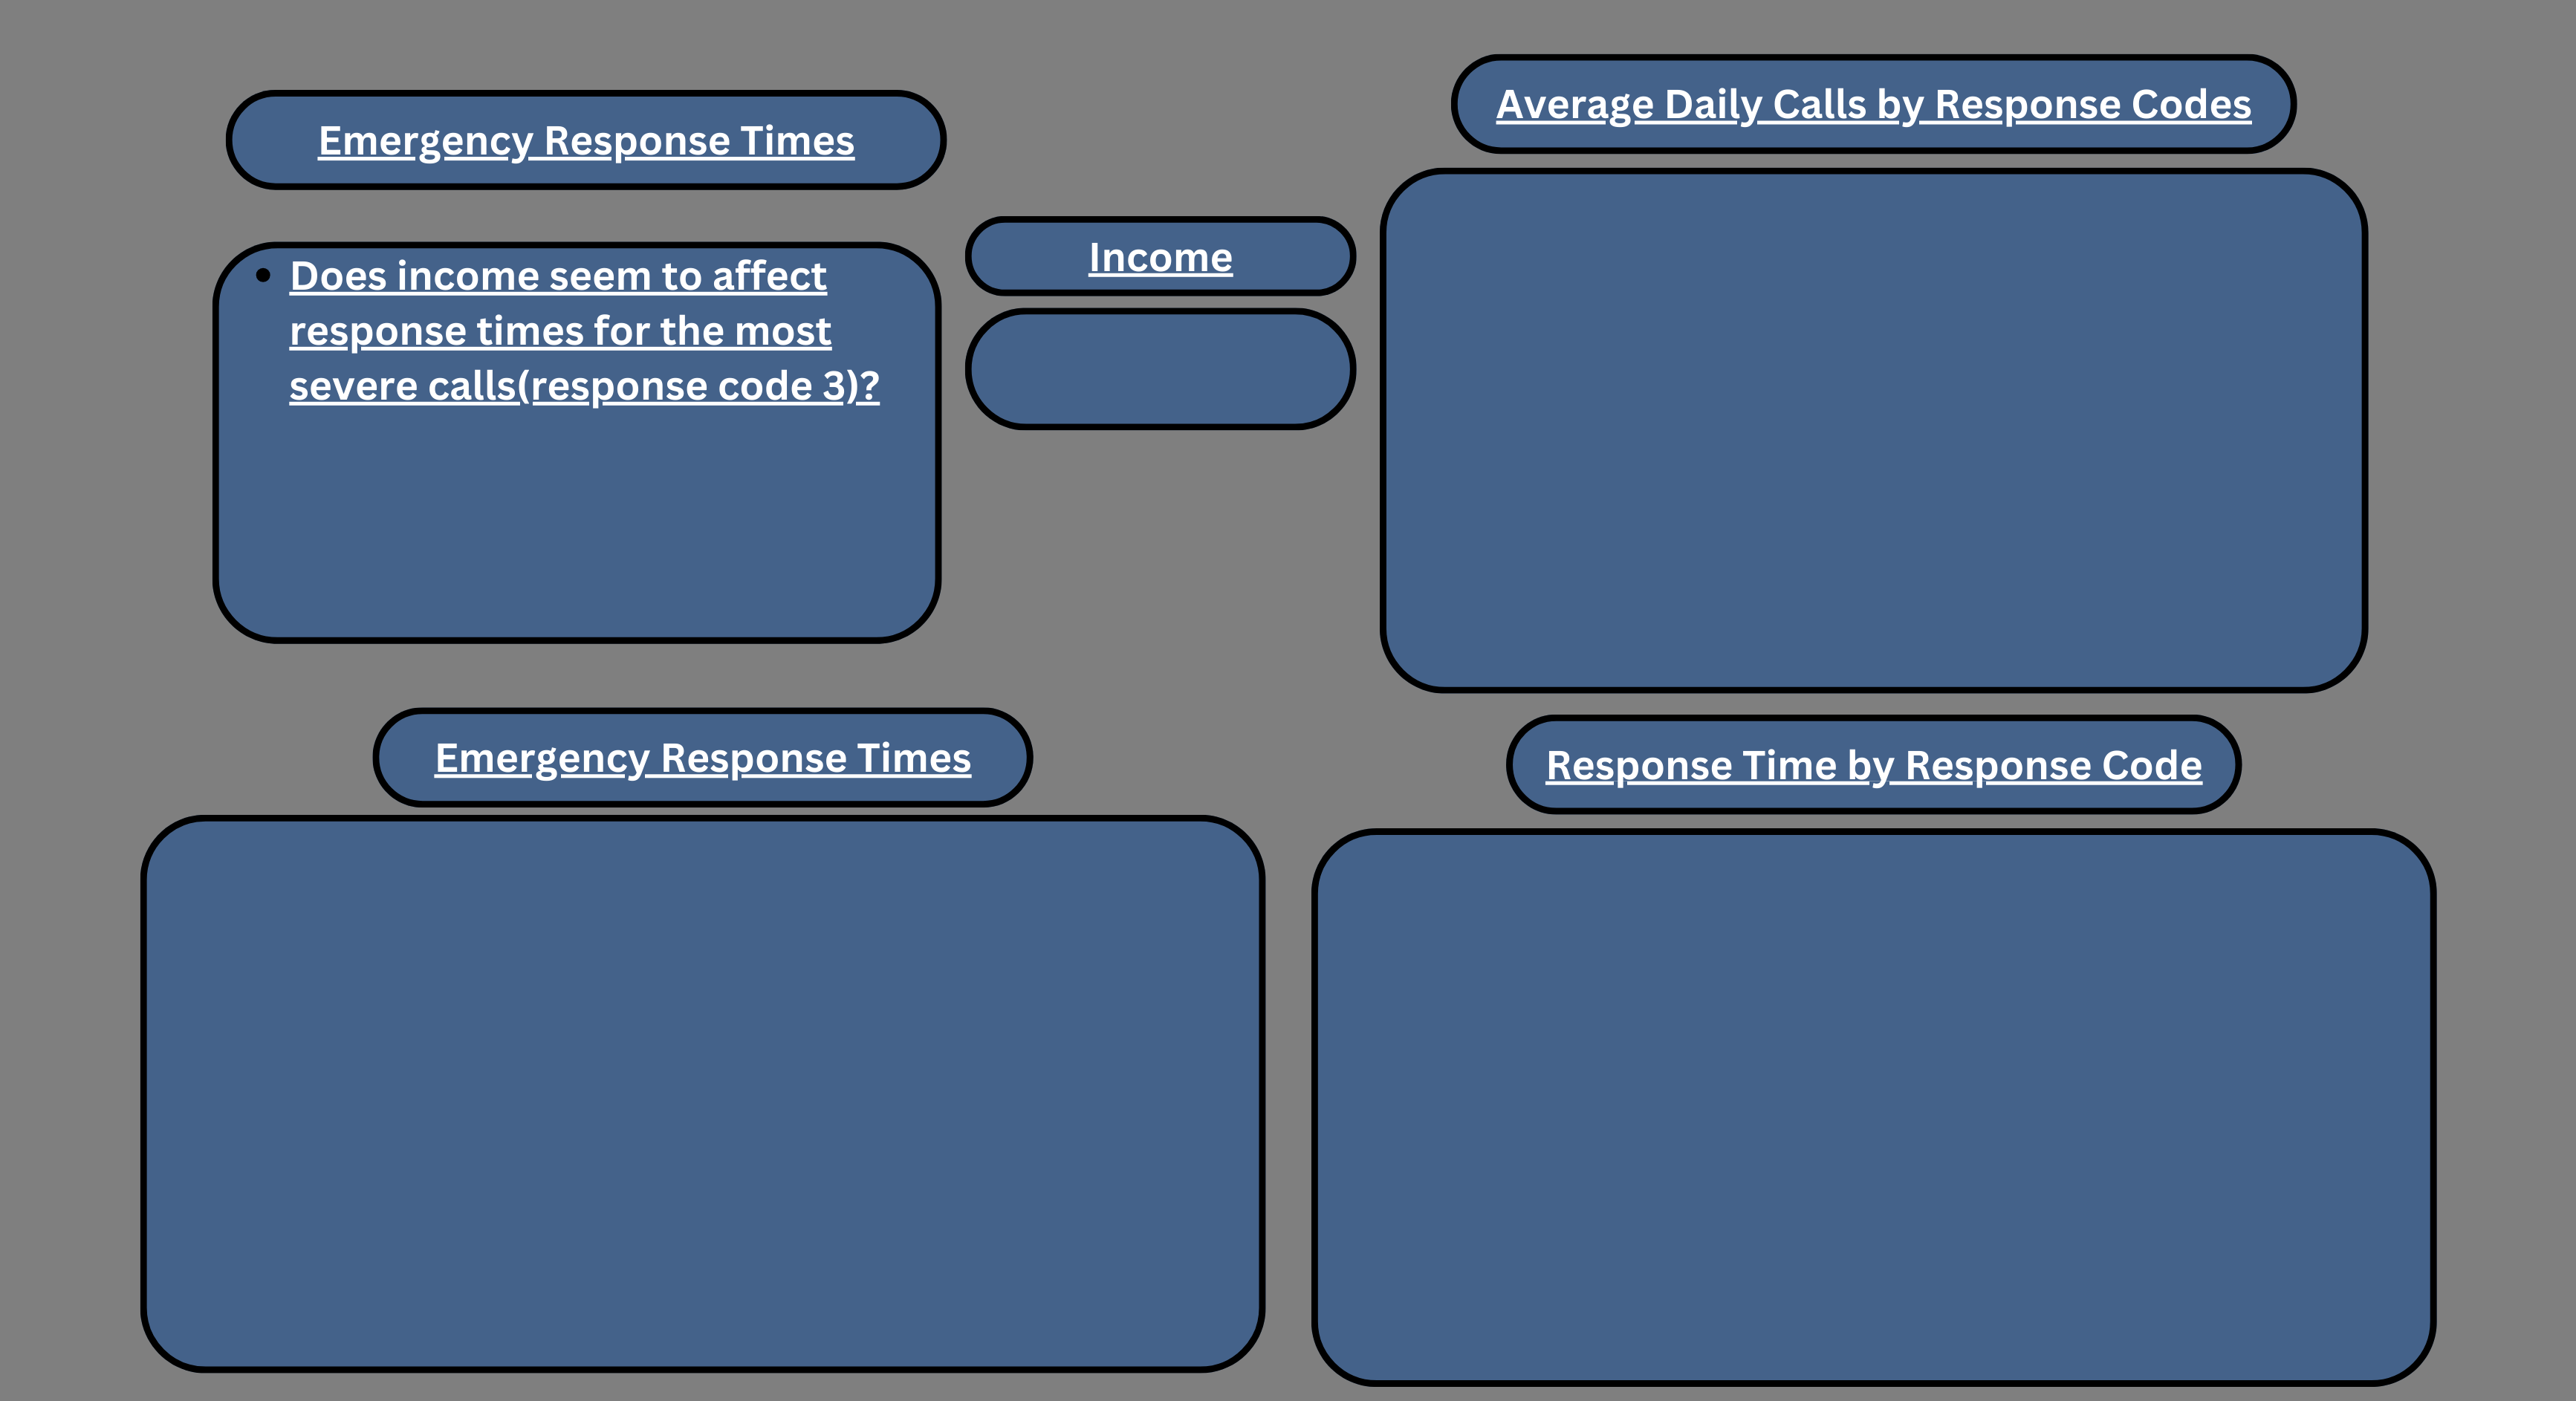 Emergency Response Times
Does income seem to affect
response times for the most
severe calls(response code 3)?
Income
Average Daily Calls by Response Codes
Emergency Response Times
Response Time by Response Code